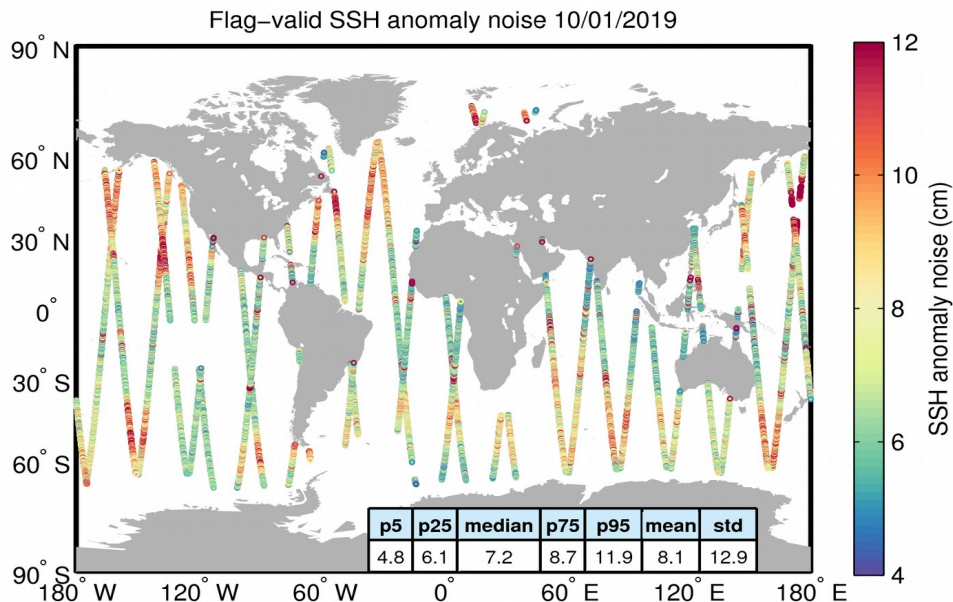 Flag−valid SSH anomaly noise 10/01/2019
90° N
60° N
30° N
0°
30° S
60° S
90° S
180° W
120° W
60° W
0°
60° E
120° E
180° E
p5 p25 median p75 p95 mean std
4.8 6.1 7.2 8.7 11.9 8.1 12.9
12
10
8
6
4
SSH anomaly noise (cm)